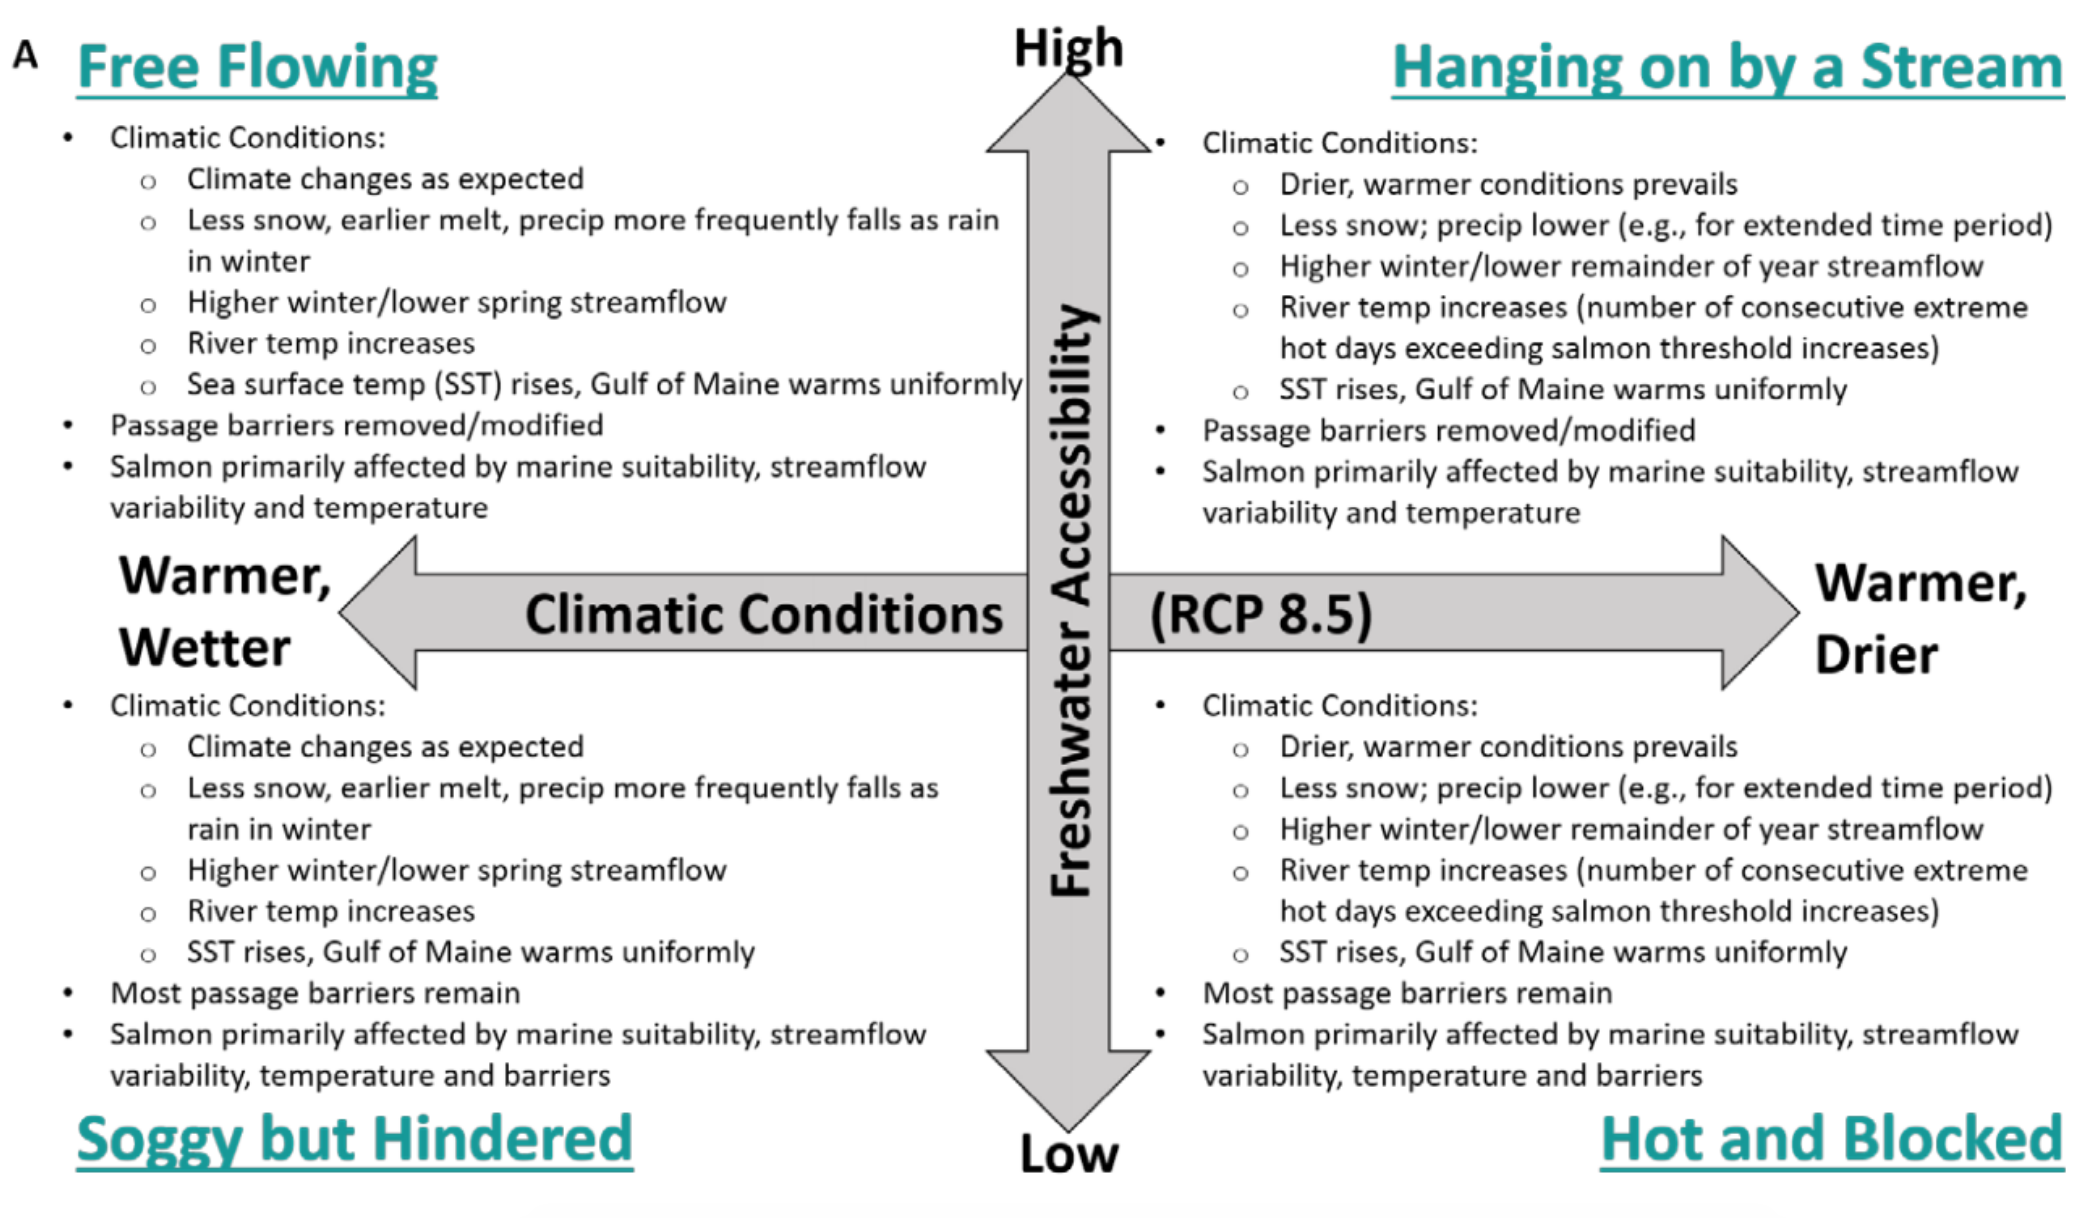 A
Free Flowing
• Climatic Conditions:
o Climate changes as expected
o Less snow, earlier melt, precip more frequently falls as rain
in winter
o Higher winter/lower spring streamflow
o River temp increases
o Sea surface temp (SST) rises, Gulf of Maine warms uniformly
• Passage barriers removed/modified
• Salmon primarily affected by marine suitability, streamflow
variability and temperature
High
Hanging on by a Stream
• Climatic Conditions:
o Drier, warmer conditions prevails
o Less snow; precip lower (e.g., for extended time period)
o Higher winter/lower remainder of year streamflow
o River temp increases (number of consecutive extreme
hot days exceeding salmon threshold increases)
o SST rises, Gulf of Maine warms uniformly
• Passage barriers removed/modified
• Salmon primarily affected by marine suitability, streamflow
variability and temperature
Warmer,
Wetter
Climatic Conditions (RCP 8.5)
Freshwater Accessibility
Warmer,
Drier
• Climatic Conditions:
o Climate changes as expected
o Less snow, earlier melt, precip more frequently falls as
rain in winter
o Higher winter/lower spring streamflow
o River temp increases
o SST rises, Gulf of Maine warms uniformly
• Most passage barriers remain
• Salmon primarily affected by marine suitability, streamflow
variability, temperature and barriers
Soggy but Hindered
Low
• Climatic Conditions:
o Drier, warmer conditions prevails
o Less snow; precip lower (e.g., for extended time period)
o Higher winter/lower remainder of year streamflow
o River temp increases (number of consecutive extreme
hot days exceeding salmon threshold increases)
o SST rises, Gulf of Maine warms uniformly
• Most passage barriers remain
• Salmon primarily affected by marine suitability, streamflow
variability, temperature and barriers
Hot and Blocked